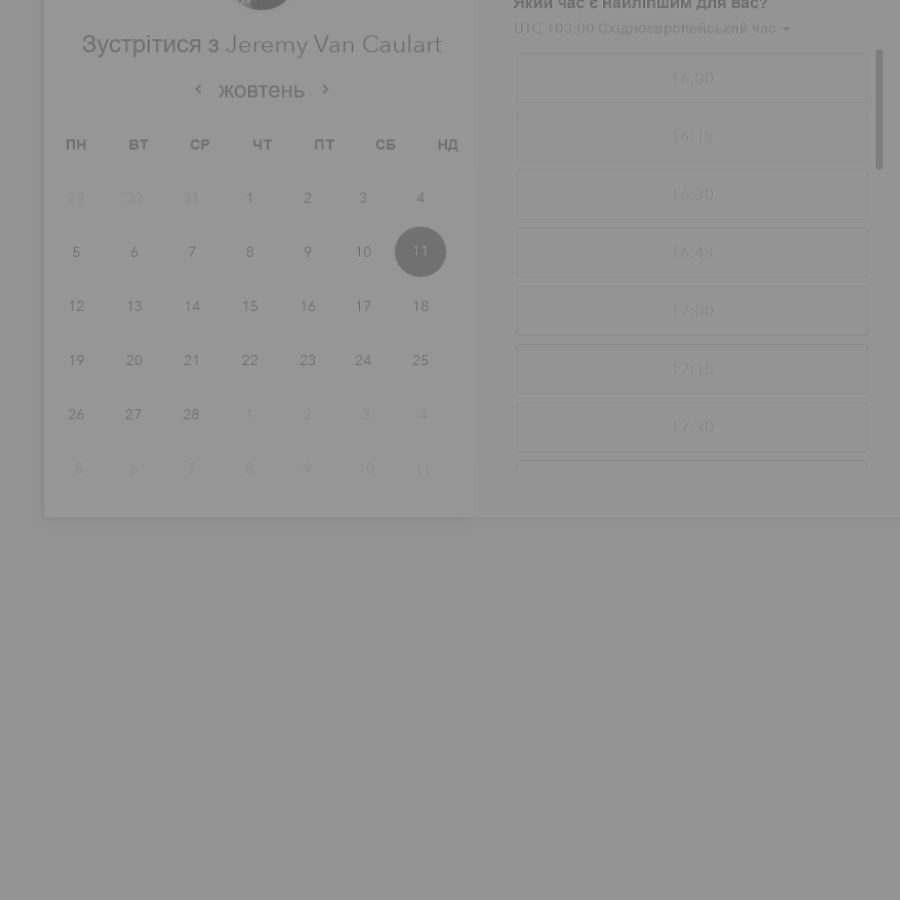 Зустрітися з Jeremy Van Caulart
жовтень
ПН ВТ СР ЧТ ПТ СБ НД
29 30 31 1 2 3 4
5 6 7 8 9 10 11
12 13 14 15 16 17 18
19 20 21 22 23 24 25
26 27 28 1 2 3 4
5 6 7 8 9 10 11
Який час є найліпшим для вас?
UTC +03:00 Східноевропейський час
16:00
16:15
16:30
16:45
17:00
17:15
17:30